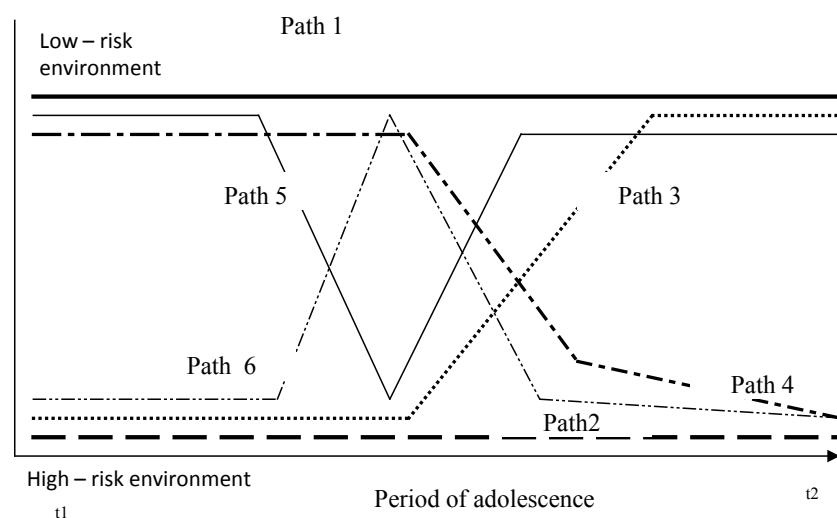 Path 1
Low – risk
environment
Path 5
Path 3
Path 6
Path 4
Path2
High – risk environment
Period of adolescence
t2
t1